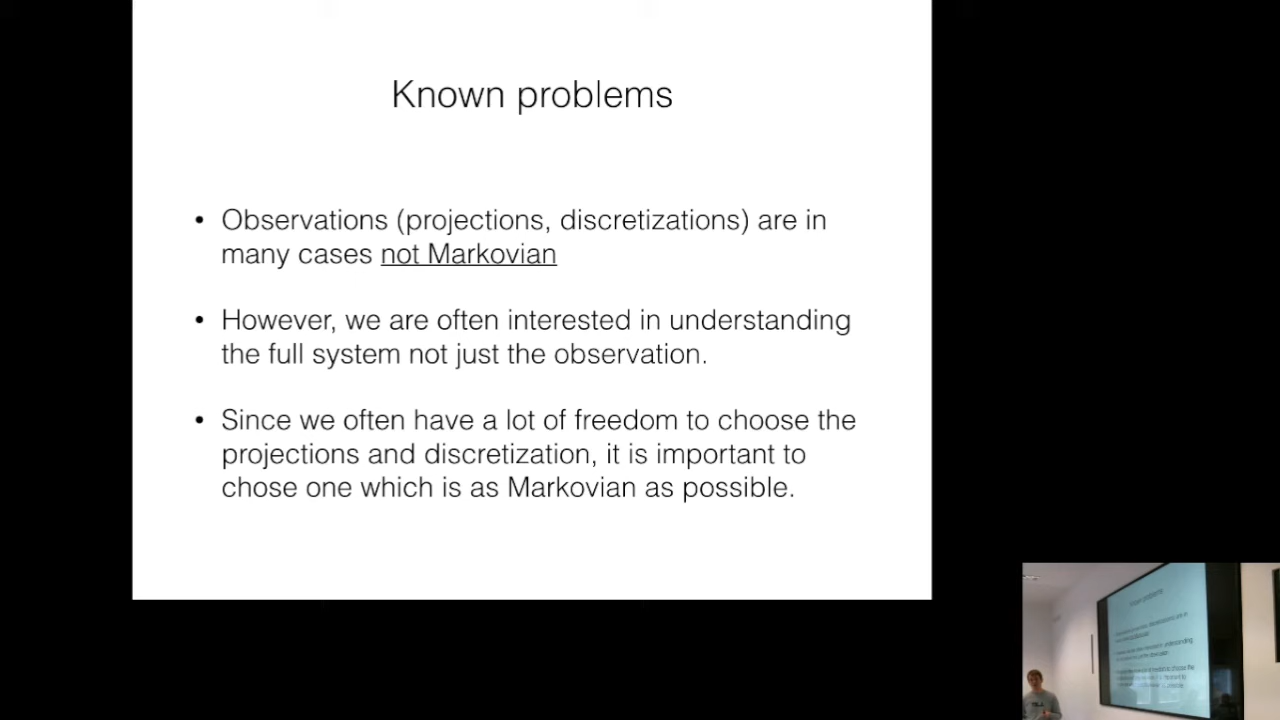 Known problems
• Observations (projections, discretizations) are in
many cases not Markovian
• However, we are often interested in understanding
the full system not just the observation.
• Since we often have a lot of freedom to choose the
projections and discretization, it is important to
chose one which is as Markovian as possible.